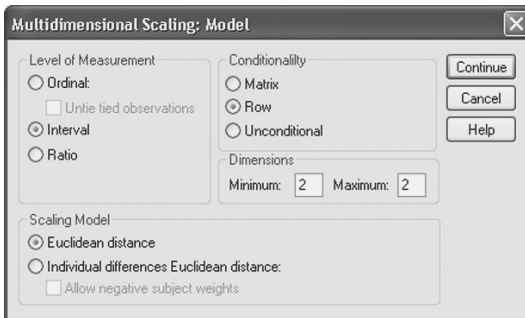 Multidimensional Scaling: Model
Level of Measurement
Ordinal:
Untie tied observations
Interval
Ratio
Conditionalilty
Matrix
Row
Unconditional
Dimensions
Minimum: 2 Maximum: 2
Scaling Model
Euclidean distance
Individual differences Euclidean distance:
Allow negative subject weights
Continue
Cancel
Help